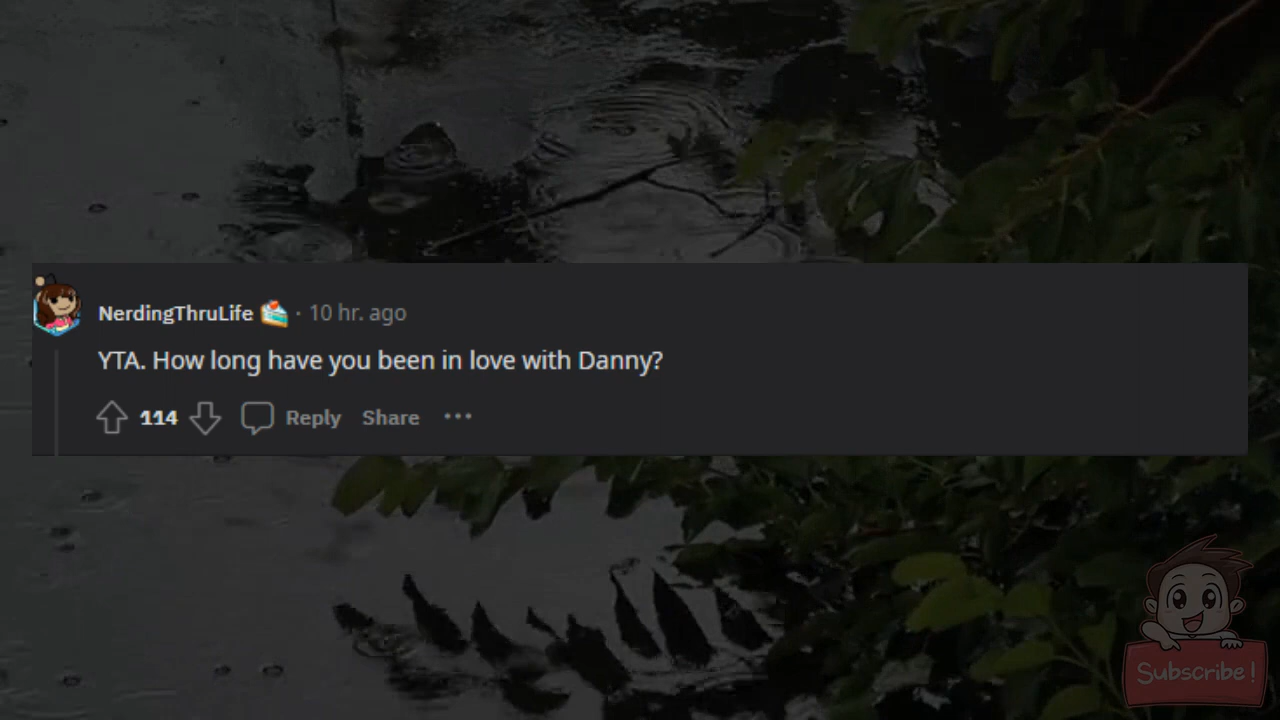 NerdingThruLife · 10 hr. ago
YTA. How long have you been in love with Danny?
114 Reply Share ···
Subscribe!